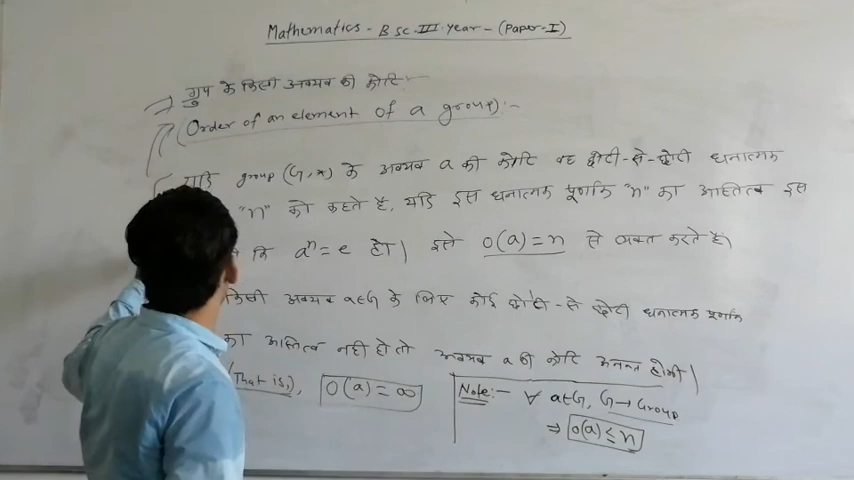 Mathematics - BSC.III.Year - (Paper-I)
→ ग्रुप के किसी अवयव की कोटि:-
(Order of an element of a group):-
यदि group (G,*) के अवयव a की कोटि वह छोटी-से-छोटी धनात्मक
"n" को कहते है, यदि इस धनात्मक पूर्णांक "n" का अस्तित्व इस
कि aⁿ = e हो। इसे O(a) = n से व्यक्त करते है।
किसी अवयव a∈G के लिए कोई छोटी-से छोटी धनात्मक पूर्णांक
का अस्तित्व नही हो तो अवयव a की कोटि अनन्त होगी।
(That is,), O(a) = ∞
Note:- ∀ a∈G, G → Group
⇒ O(a) ≤ n